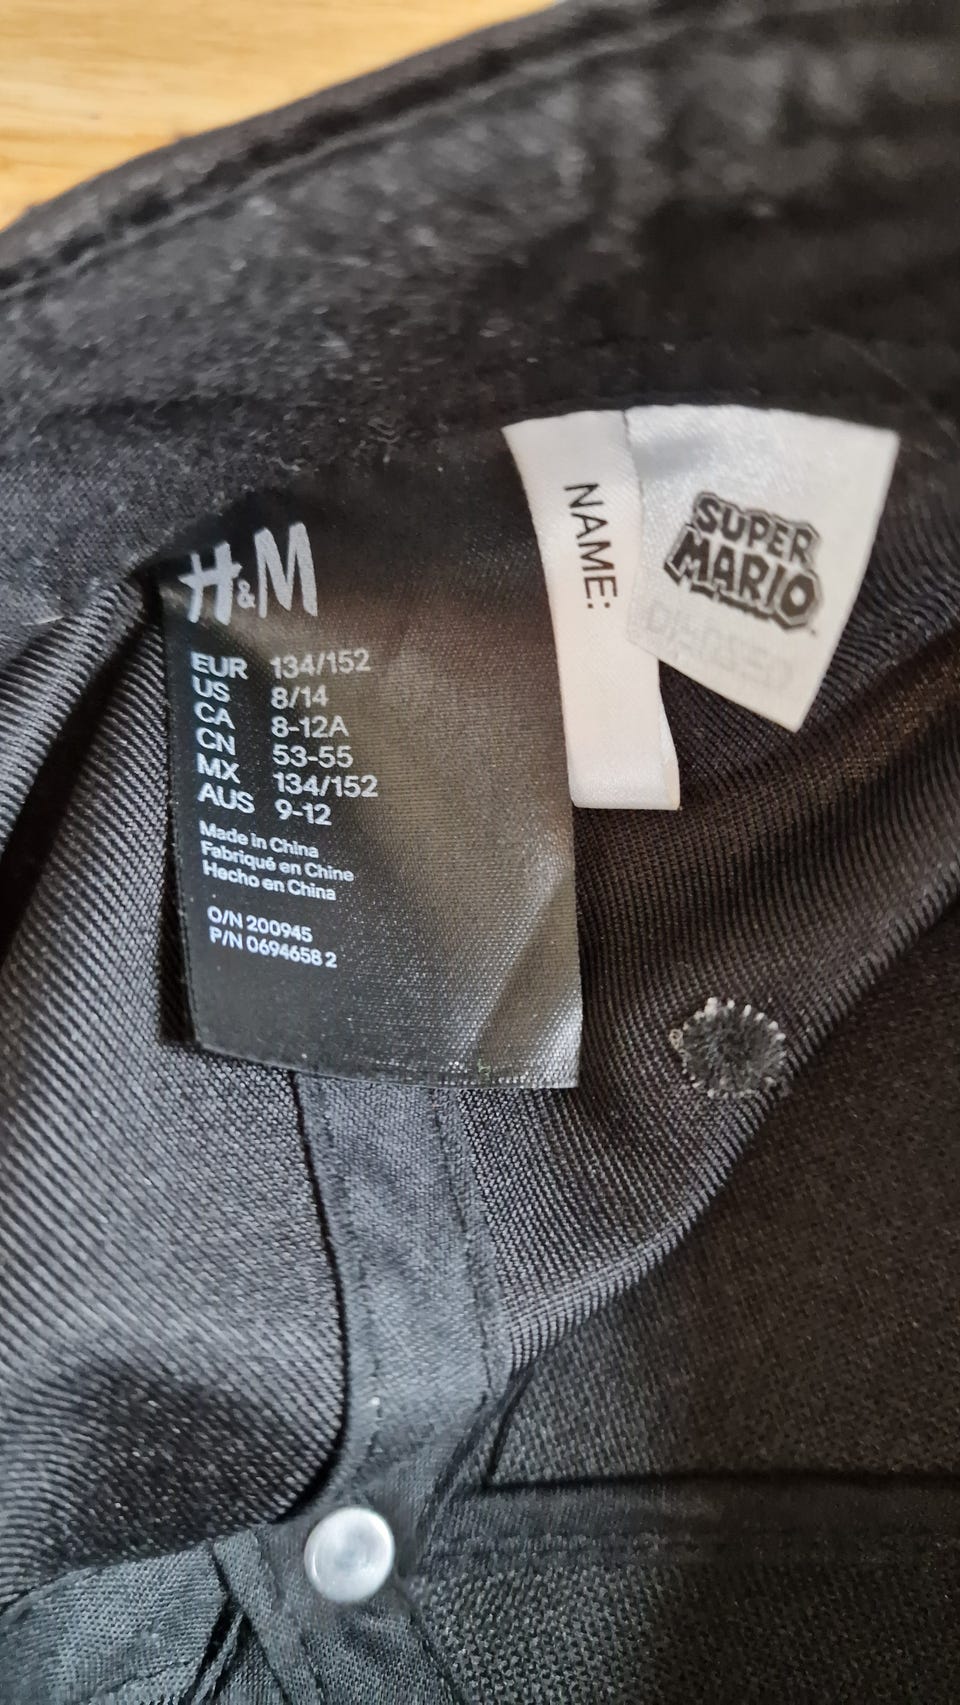 H&M
EUR 134/152
US 8/14
CA 8-12A
CN 53-55
MX 134/152
AUS 9-12
Made in China
Fabriqué en Chine
Hecho en China
O/N 200945
P/N 0694658 2
NAME:
SUPER
MARIO